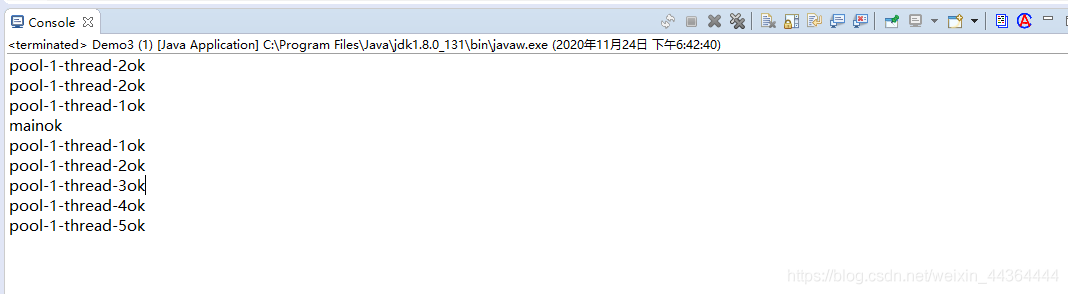 Console
<terminated> Demo3 (1) [Java Application] C:\Program Files\Java\jdk1.8.0_131\bin\javaw.exe (2020年11月24日 下午6:42:40)
pool-1-thread-2ok
pool-1-thread-2ok
pool-1-thread-1ok
mainok
pool-1-thread-1ok
pool-1-thread-2ok
pool-1-thread-3ok
pool-1-thread-4ok
pool-1-thread-5ok
https://blog.csdn.net/weixin_44364444